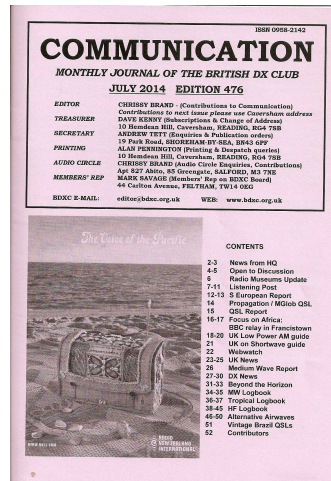 ISSN 0958-2142
COMMUNICATION
MONTHLY JOURNAL OF THE BRITISH DX CLUB
JULY 2014 EDITION 476
EDITOR CHRISSY BRAND - (Contributions to Communication)
Contributions to next issue please use Caversham address
TREASURER DAVE KENNY (Subscriptions & Change of Address)
10 Hemdean Hill, Caversham, READING, RG4 7SB
SECRETARY ANDREW TETT (Enquiries & Publication orders)
19 Park Road, SHOREHAM-BY-SEA, BN43 6PF
PRINTING ALAN PENNINGTON (Printing & Despatch queries)
10 Hemdean Hill, Caversham, READING, RG4 7SB
AUDIO CIRCLE CHRISSY BRAND (Audio Circle Enquiries, Contributions)
Apt 827 Abito, 85 Greengate, SALFORD, M3 7NE
MEMBERS' REP MARK SAVAGE (Members' Rep on BDXC Board)
44 Carlton Avenue, FELTHAM, TW14 0EG
BDXC E-MAIL: editor@bdxc.org.uk WEB: www.bdxc.org.uk
The Voice of the Pacific
CONTENTS
2-3 News from HQ
4-5 Open to Discussion
6 Radio Museums Update
7-11 Listening Post
12-13 S European Report
14 Propagation / MGlob QSL
15 QSL Report
16-17 Focus on Africa:
BBC relay in Francistown
18-20 UK Low Power AM guide
21 UK on Shortwave guide
22 Webwatch
23-25 UK News
26 Medium Wave Report
27-30 DX News
31-33 Beyond the Horizon
34-35 MW Logbook
36-37 Tropical Logbook
38-45 HF Logbook
46-50 Alternative Airwaves
51 Vintage Brazil QSLs
52 Contributors
RADIO
NEW ZEALAND
INTERNATIONAL